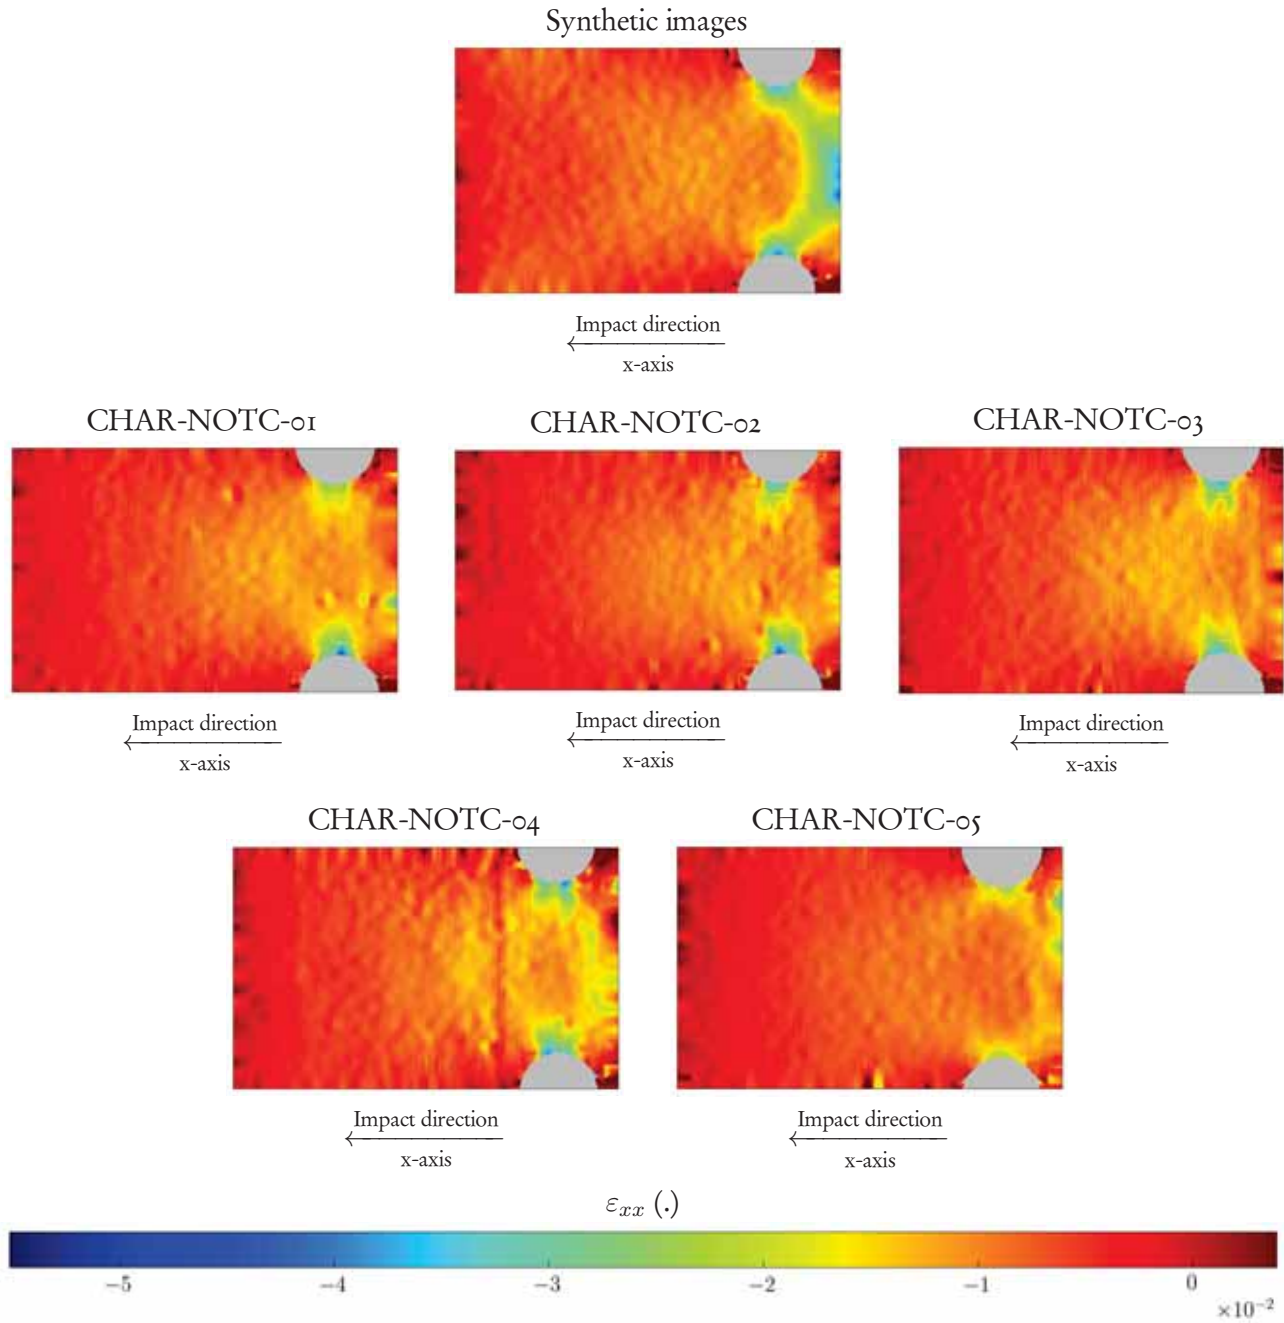 Synthetic images
Impact direction
x-axis
CHAR-NOTC-01
CHAR-NOTC-02
CHAR-NOTC-03
Impact direction
x-axis
Impact direction
x-axis
Impact direction
x-axis
CHAR-NOTC-04
CHAR-NOTC-05
Impact direction
x-axis
Impact direction
x-axis
εxx (.)
−5 −4 −3 −2 −1 0
×10−2